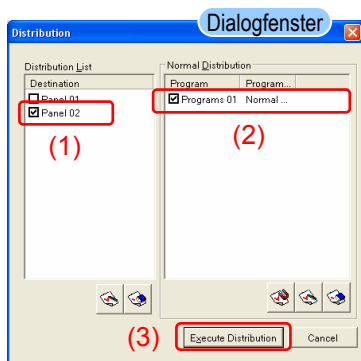 Dialogfenster
Distribution
Distribution List
Destination
Panel 01
Panel 02
(1)
Normal Distribution
Program Program...
Programs 01 Normal ...
(2)
(3)
Execute Distribution
Cancel